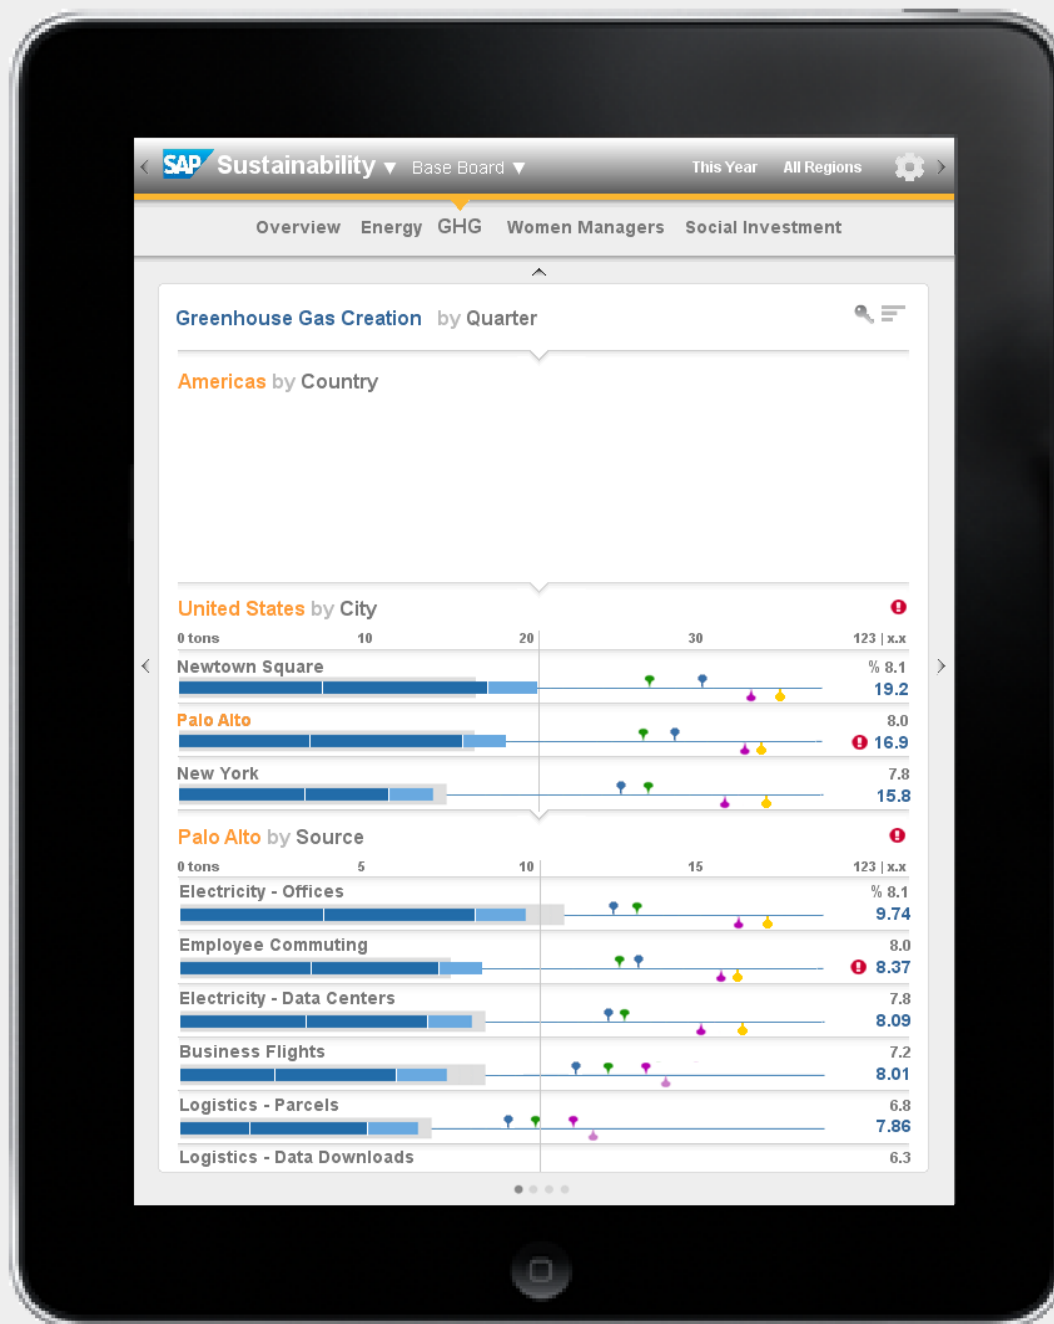 SAP Sustainability ▼ Base Board ▼ This Year All Regions
Overview Energy GHG Women Managers Social Investment
Greenhouse Gas Creation by Quarter
Americas by Country
United States by City
0 tons 10 20 30 123 | x.x
Newtown Square % 8.1
19.2
Palo Alto 8.0
16.9
New York 7.8
15.8
Palo Alto by Source
0 tons 5 10 15 123 | x.x
Electricity - Offices % 8.1
9.74
Employee Commuting 8.0
8.37
Electricity - Data Centers 7.8
8.09
Business Flights 7.2
8.01
Logistics - Parcels 6.8
7.86
Logistics - Data Downloads 6.3